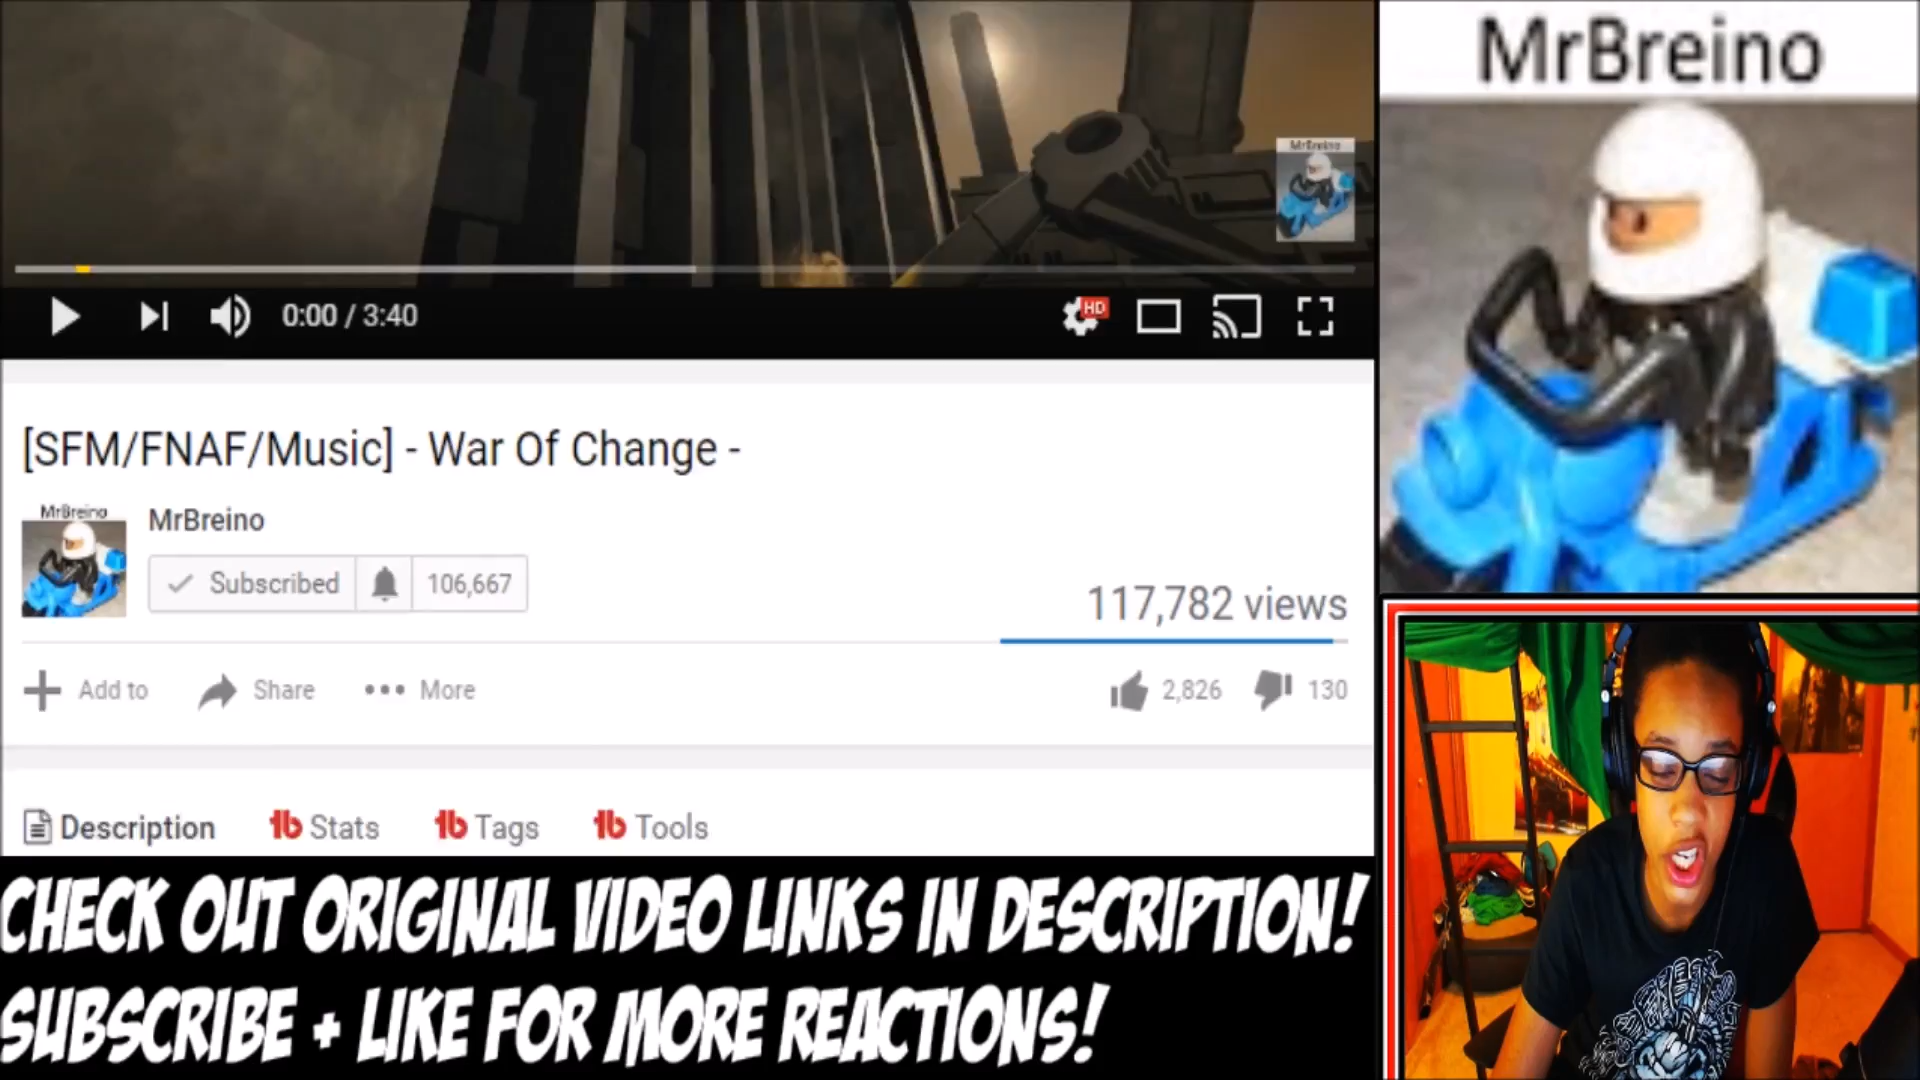 MrBreino
MrBreino
0:00 / 3:40
HD
[SFM/FNAF/Music] - War Of Change -
MrBreino
MrBreino
Subscribed
106,667
117,782 views
Add to
Share
More
2,826
130
Description
Stats
Tags
Tools
CHECK OUT ORIGINAL VIDEO LINKS IN DESCRIPTION!
SUBSCRIBE + LIKE FOR MORE REACTIONS!